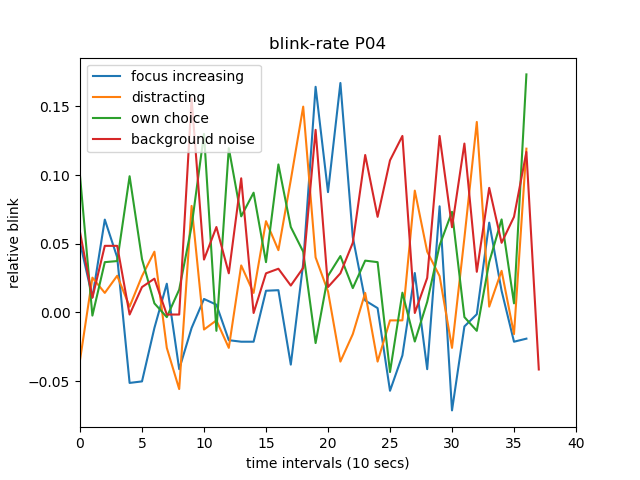 blink-rate P04
focus increasing
distracting
own choice
background noise
relative blink
0.15
0.10
0.05
0.00
−0.05
0 5 10 15 20 25 30 35 40
time intervals (10 secs)